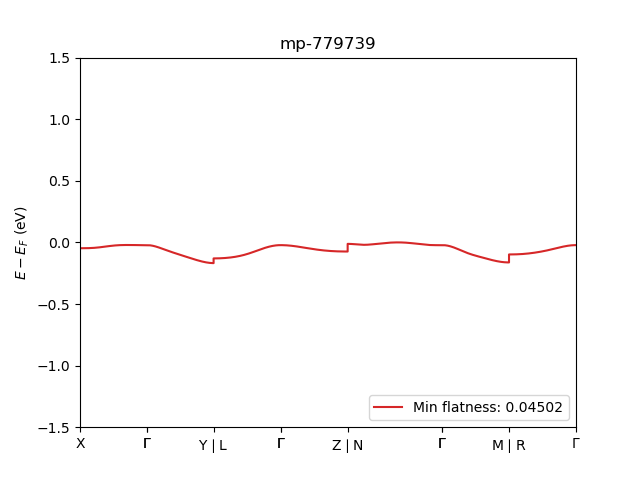 mp-779739
E − E_F (eV)
1.5
1.0
0.5
0.0
−0.5
−1.0
−1.5
Min flatness: 0.04502
X Γ Y | L Γ Z | N Γ M | R Γ